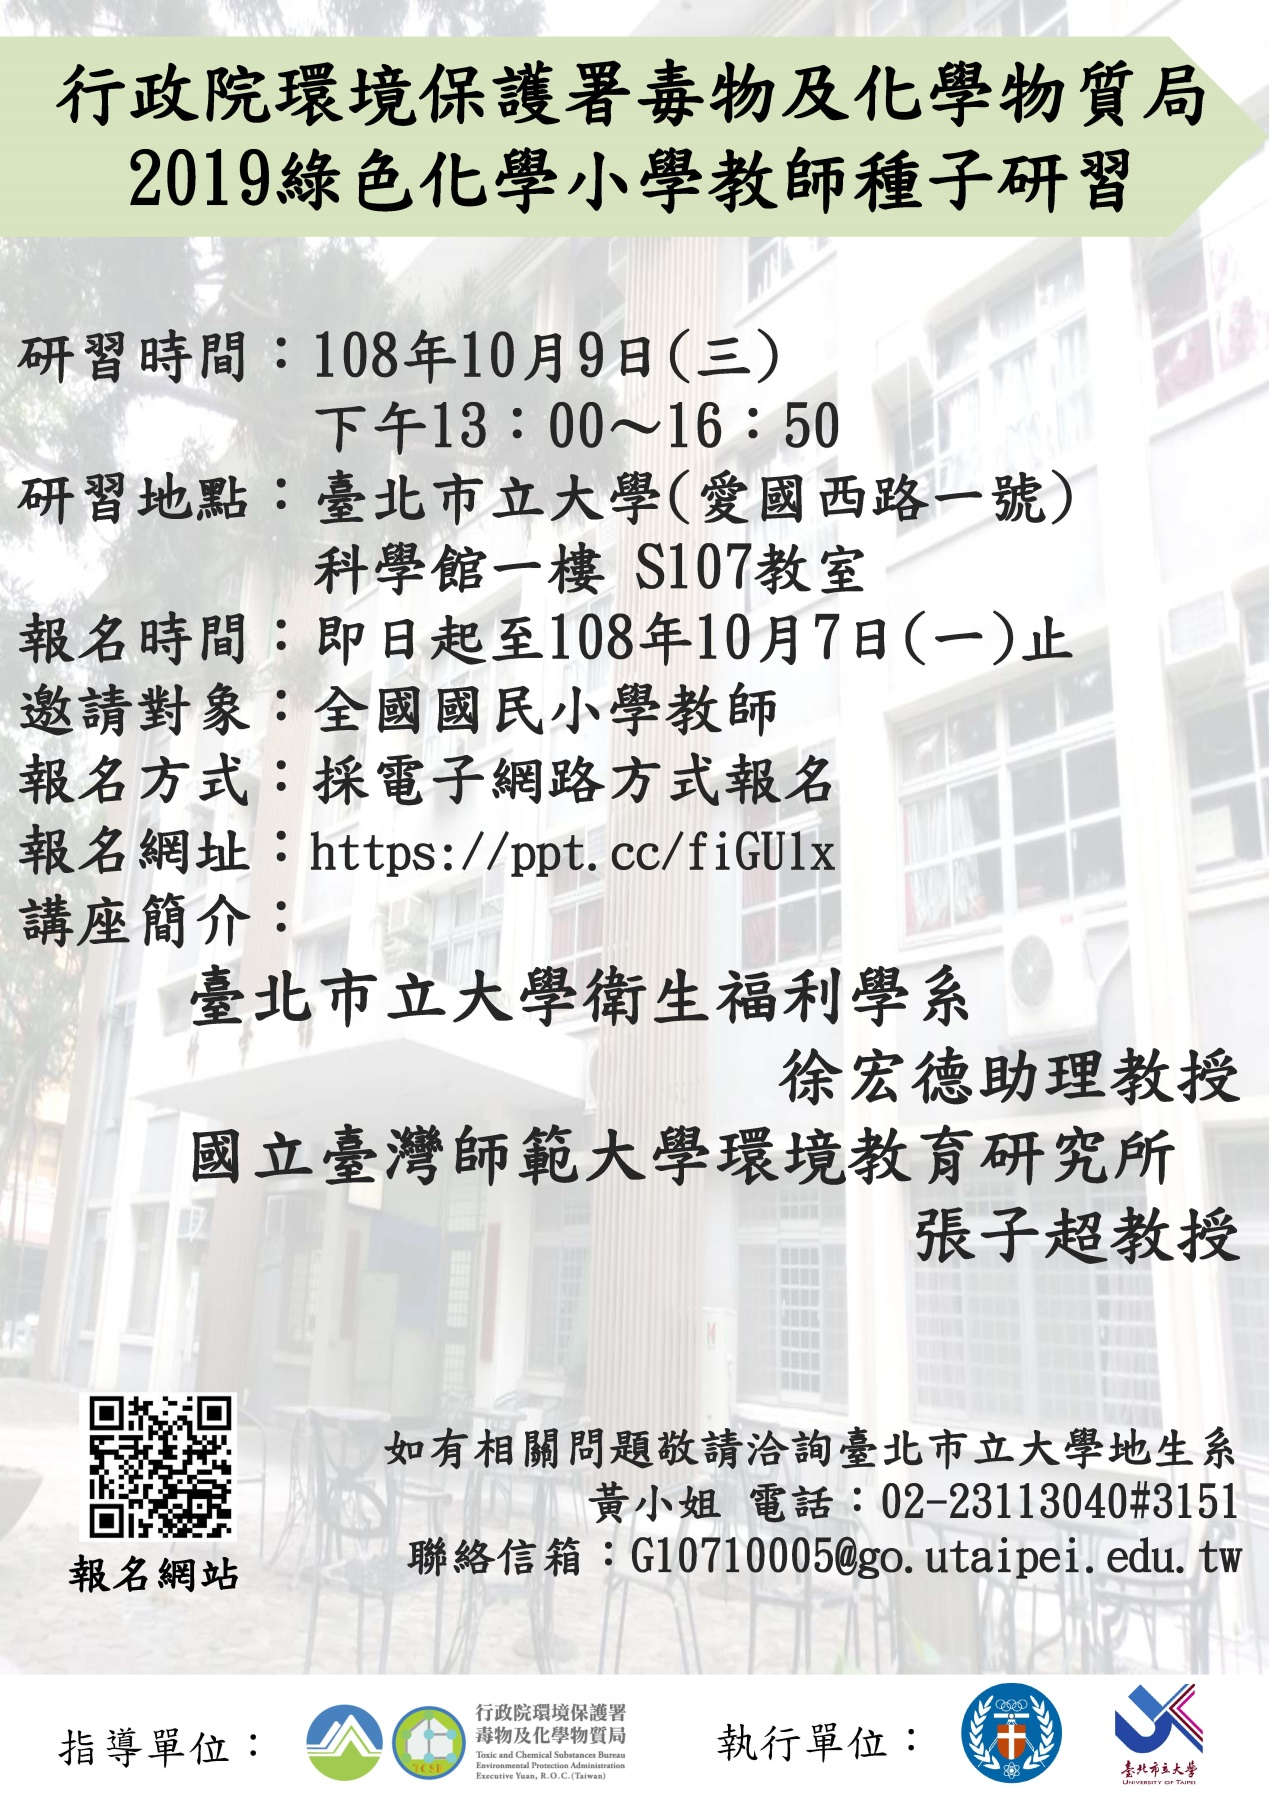 行政院環境保護署毒物及化學物質局
2019綠色化學小學教師種子研習
研習時間：108年10月9日(三)
下午13：00～16：50
研習地點：臺北市立大學(愛國西路一號)
科學館一樓 S107教室
報名時間：即日起至108年10月7日(一)止
邀請對象：全國國民小學教師
報名方式：採電子網路方式報名
報名網址：https://ppt.cc/fiGUlx
講座簡介：
臺北市立大學衛生福利學系
徐宏德助理教授
國立臺灣師範大學環境教育研究所
張子超教授
如有相關問題敬請洽詢臺北市立大學地生系
黃小姐 電話：02-23113040#3151
聯絡信箱：G10710005@go.utaipei.edu.tw
報名網站
指導單位：
TCSB
行政院環境保護署
毒物及化學物質局
Toxic and Chemical Substances Bureau
Environmental Protection Administration
Executive Yuan, R.O.C.(Taiwan)
執行單位：
臺北市立大學
UNIVERSITY OF TAIPEI